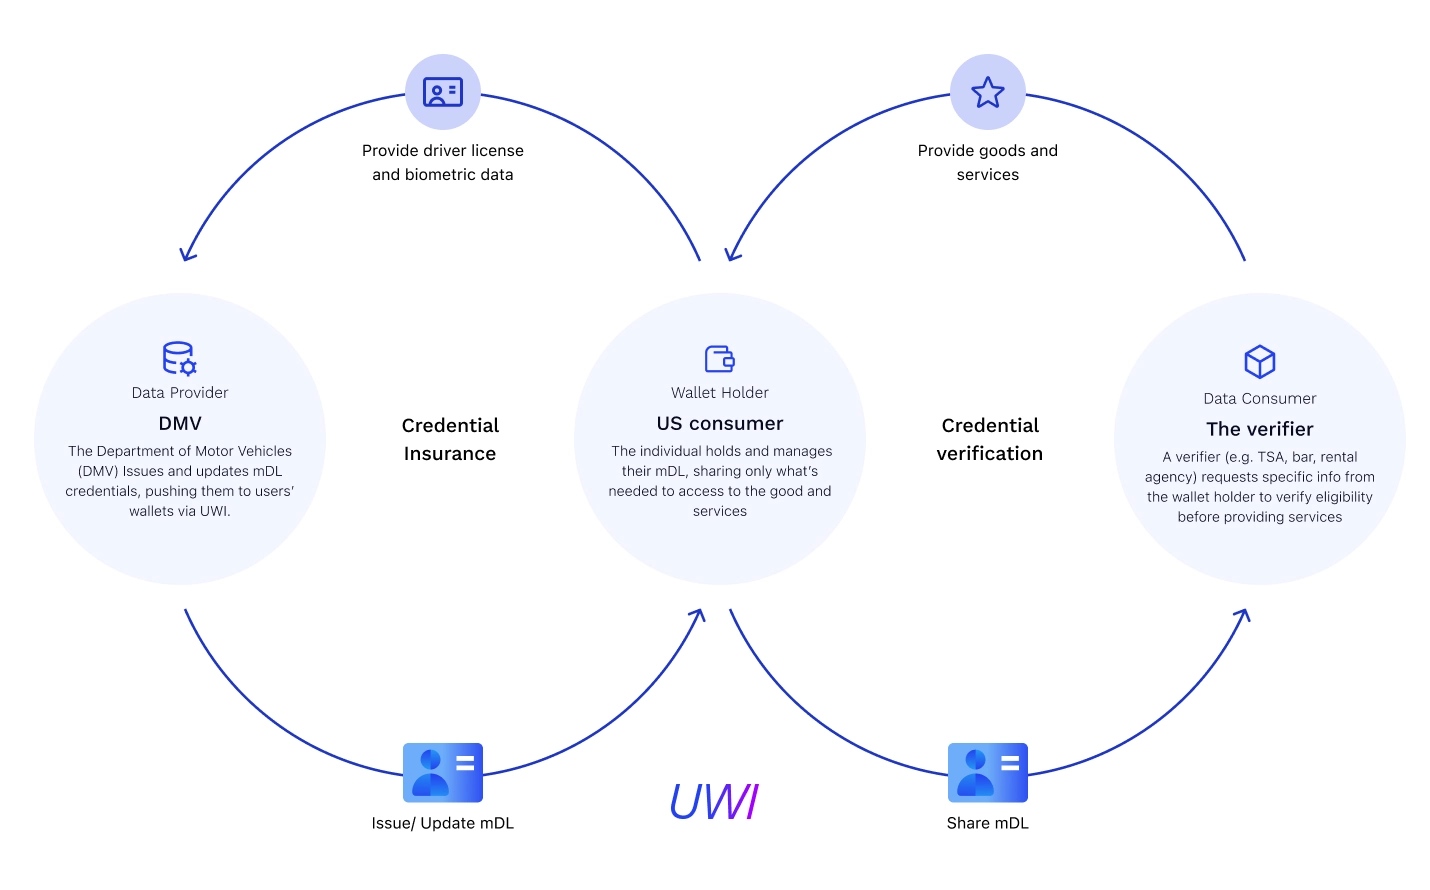 Provide driver license
and biometric data
Provide goods and
services
Data Provider
DMV
The Department of Motor Vehicles
(DMV) Issues and updates mDL
credentials, pushing them to users’
wallets via UWI.
Credential
Insurance
Wallet Holder
US consumer
The individual holds and manages
their mDL, sharing only what’s
needed to access to the good and
services
Credential
verification
Data Consumer
The verifier
A verifier (e.g. TSA, bar, rental
agency) requests specific info from
the wallet holder to verify eligibility
before providing services
Issue/ Update mDL
UWI
Share mDL